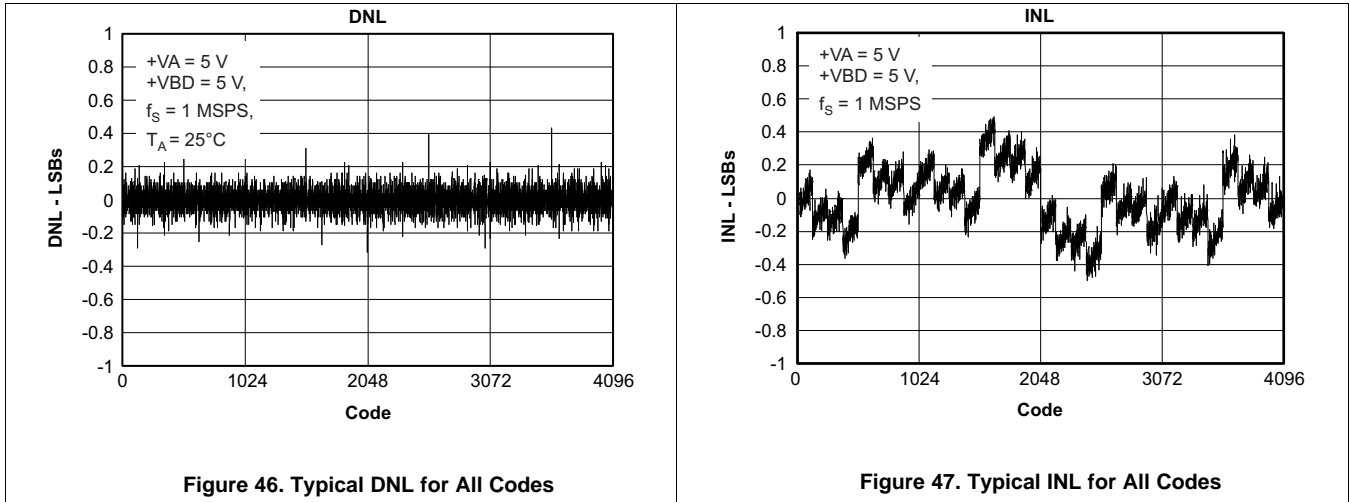 DNL
1
0.8
0.6
0.4
0.2
0
-0.2
-0.4
-0.6
-0.8
-1
DNL - LSBs
+VA = 5 V
+VBD = 5 V,
fS = 1 MSPS,
TA = 25°C
0 1024 2048 3072 4096
Code
Figure 46. Typical DNL for All Codes
INL
1
0.8
0.6
0.4
0.2
0
-0.2
-0.4
-0.6
-0.8
-1
INL - LSBs
+VA = 5 V
+VBD = 5 V,
fS = 1 MSPS
0 1024 2048 3072 4096
Code
Figure 47. Typical INL for All Codes